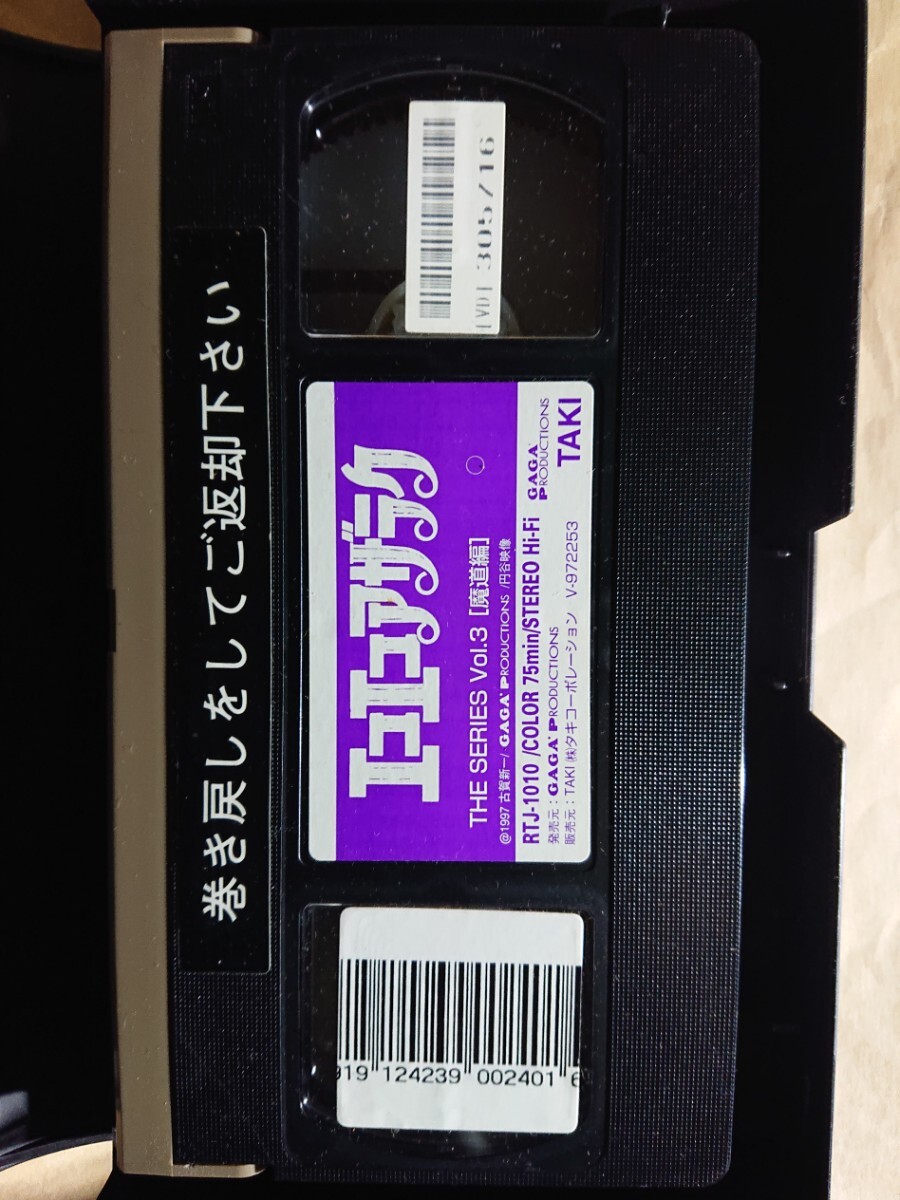 巻き戻しをしてご返却下さい
エコエコアザラク
THE SERIES Vol.3 [魔道編]
@1997 古賀新一/ GAGA PRODUCTIONS /円谷映像
RTJ-1010 /COLOR 75min/STEREO Hi-Fi
発売元 : GAGA PRODUCTIONS
販売元 : TAKI ㈱タキコーポレーション V-972253
GAGA PRODUCTIONS
TAKI
305716
919 124239 002401